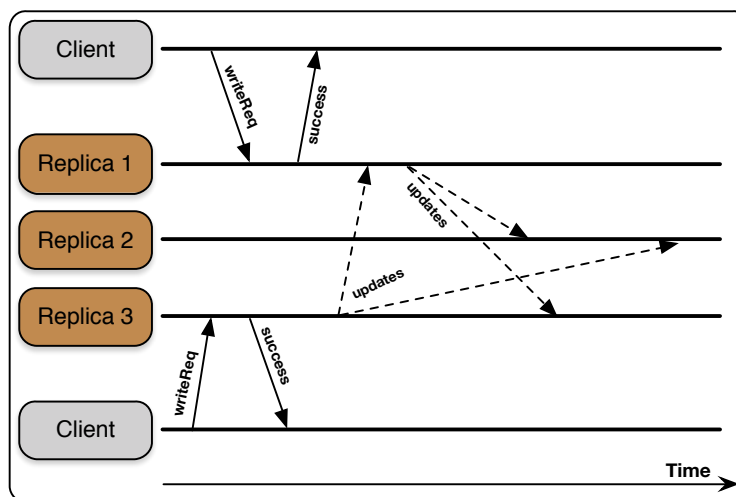 Client
writeReq
success
Replica 1
updates
Replica 2
updates
Replica 3
writeReq
success
Client
Time